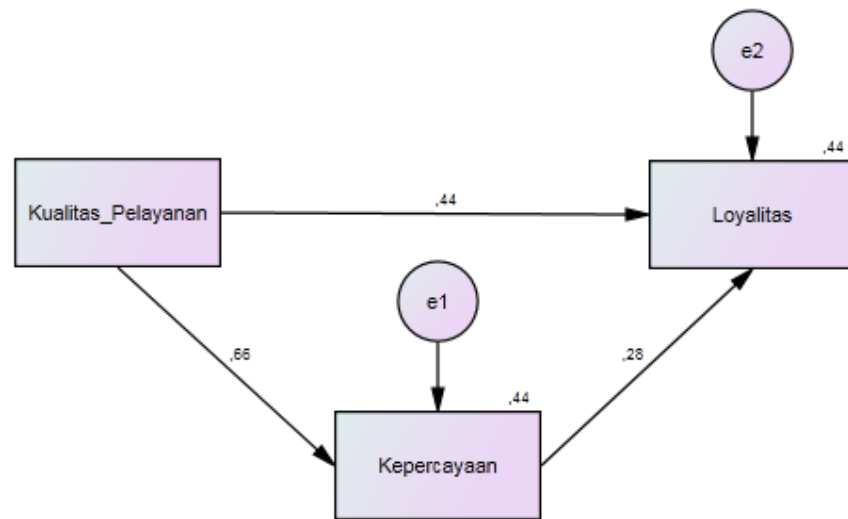 e2
,44
Kualitas_Pelayanan
,44
Loyalitas
e1
,66
,28
,44
Kepercayaan